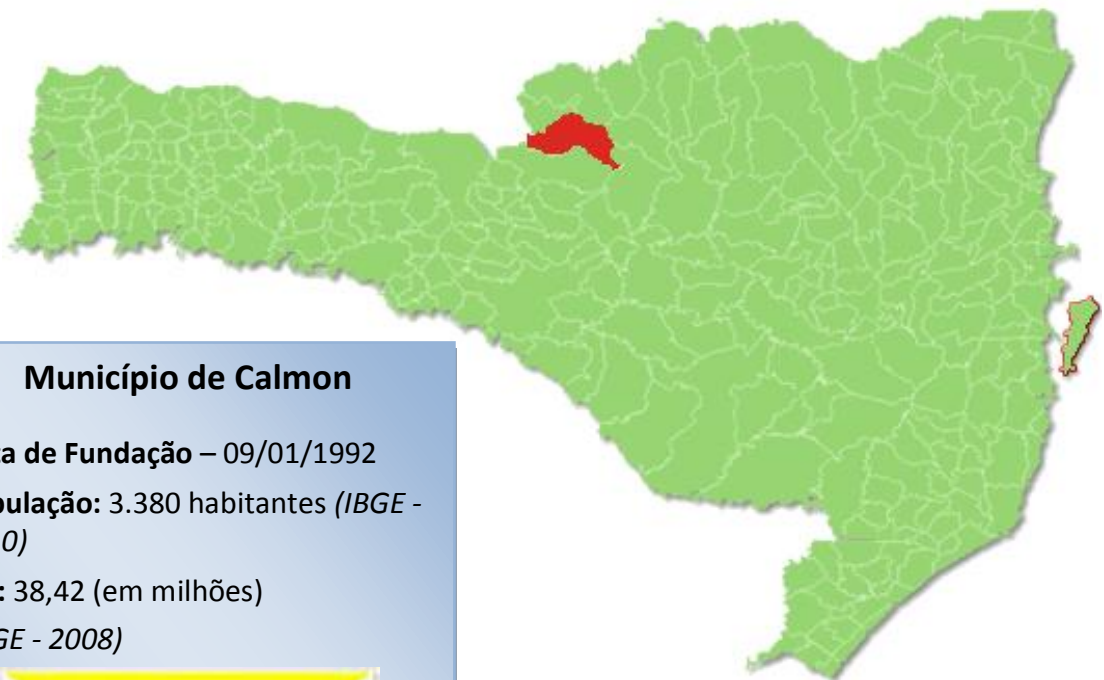 Município de Calmon
ta de Fundação – 09/01/1992
pulação: 3.380 habitantes (IBGE -
0)
: 38,42 (em milhões)
GE - 2008)